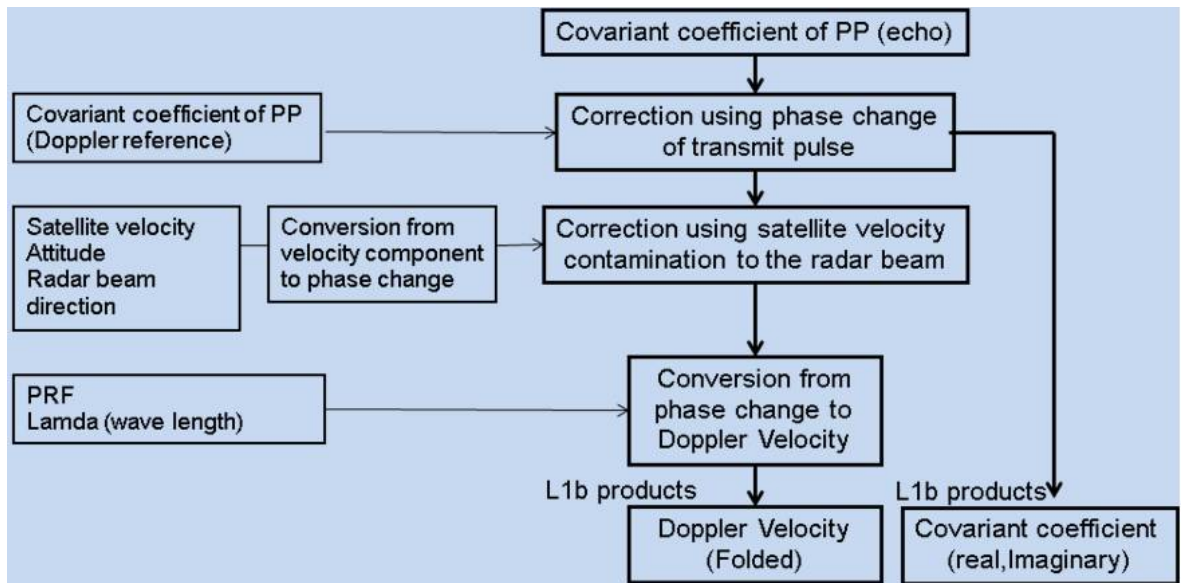 Covariant coefficient of PP (echo)
Covariant coefficient of PP
(Doppler reference)
Correction using phase change
of transmit pulse
Satellite velocity
Attitude
Radar beam
direction
Conversion from
velocity component
to phase change
Correction using satellite velocity
contamination to the radar beam
PRF
Lamda (wave length)
Conversion from
phase change to
Doppler Velocity
L1b products
L1b products
Doppler Velocity
(Folded)
Covariant coefficient
(real,Imaginary)